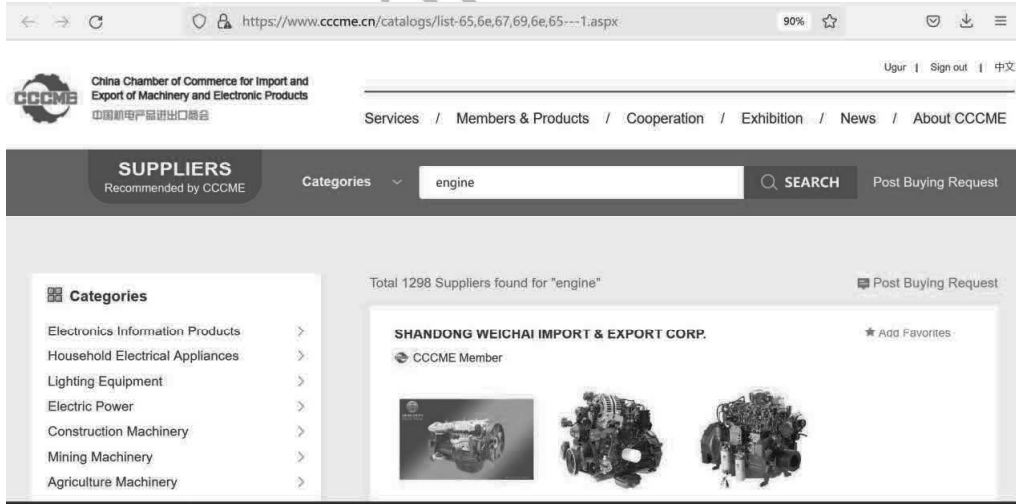 https://www.cccme.cn/catalogs/list-65,6e,67,69,6e,65---1.aspx
90%
Ugur | Sign out | 中文
CCCME
China Chamber of Commerce for Import and
Export of Machinery and Electronic Products
中国机电产品进出口商会
Services / Members & Products / Cooperation / Exhibition / News / About CCCME
SUPPLIERS
Recommended by CCCME
Categories
engine
SEARCH
Post Buying Request
Total 1298 Suppliers found for "engine"
Post Buying Request
Categories
Electronics Information Products
Household Electrical Appliances
Lighting Equipment
Electric Power
Construction Machinery
Mining Machinery
Agriculture Machinery
SHANDONG WEICHAI IMPORT & EXPORT CORP.
Add Favorites
CCCME Member